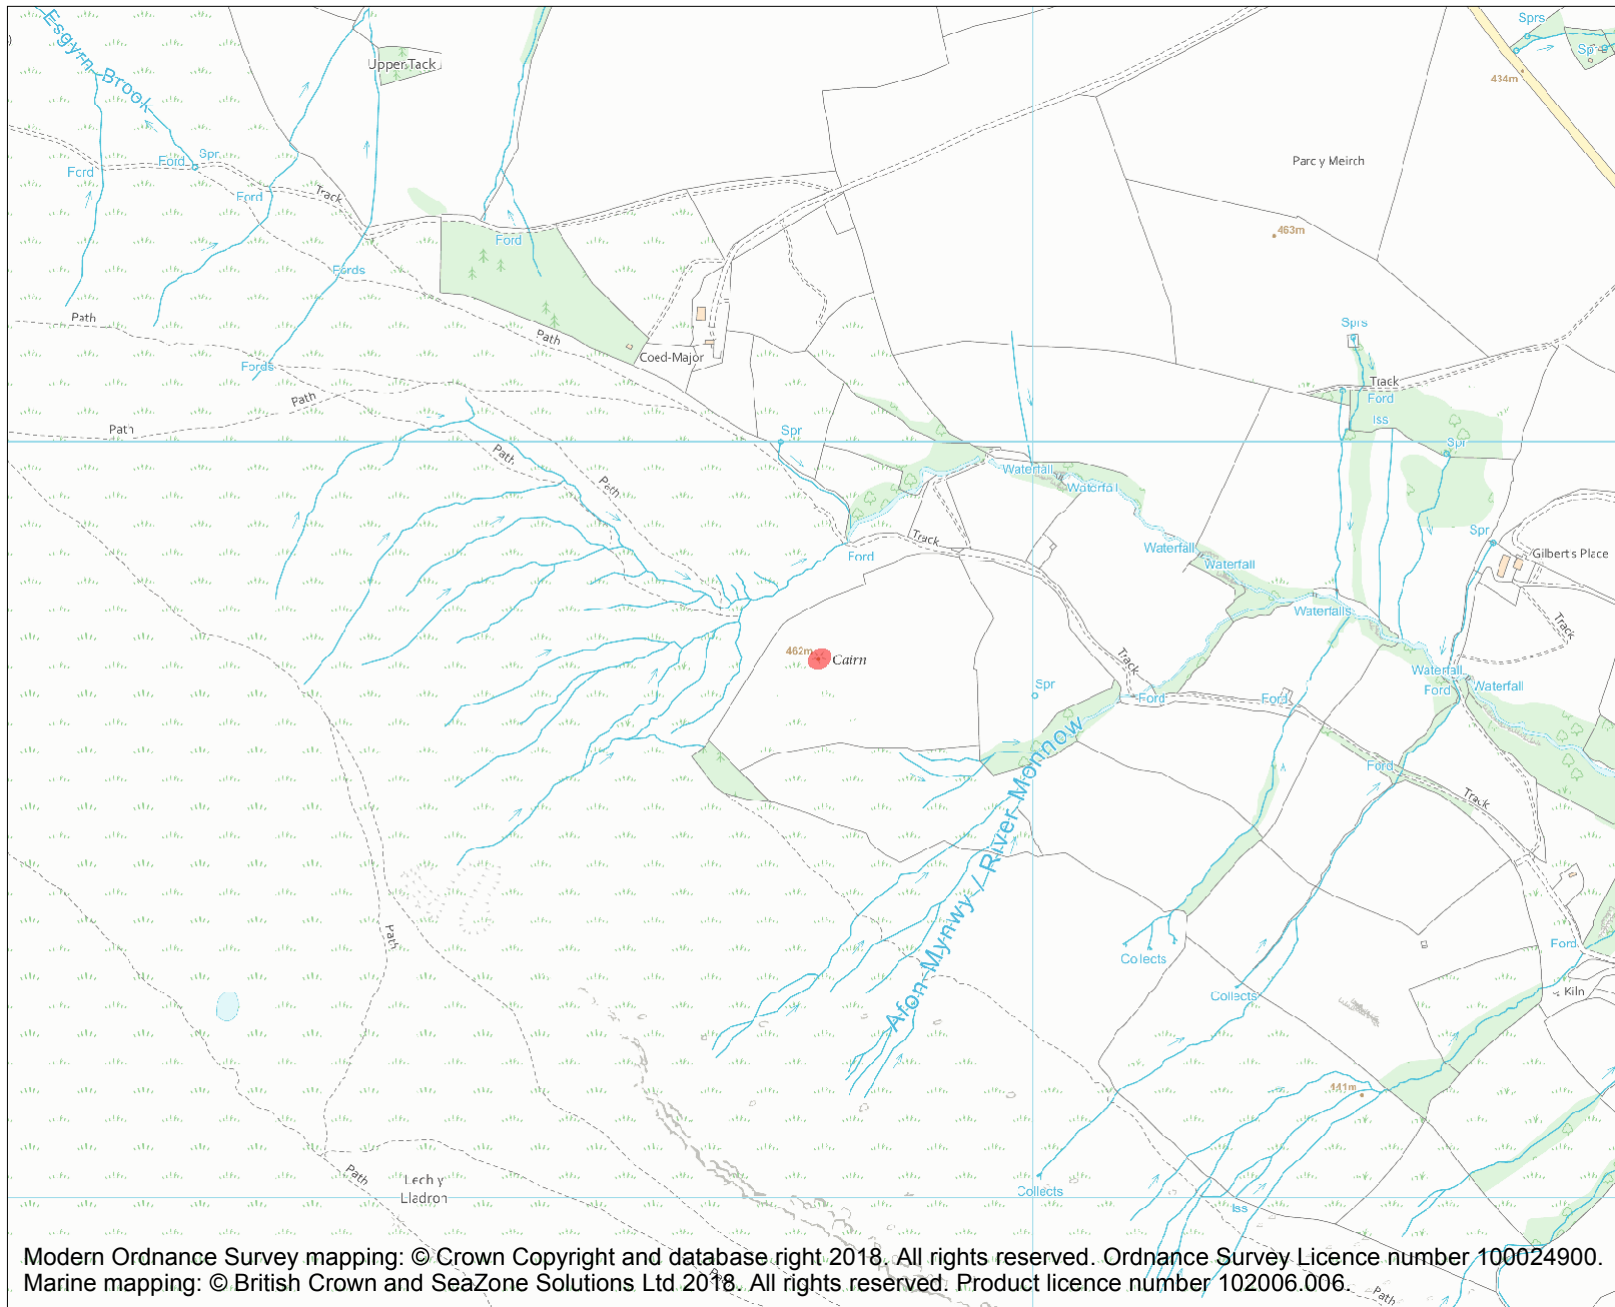 Sprs
Esgyrn Brook
Upper Tack
Spr
434m
Spr
Ford
Ford
Parc y Meirch
Ford
Track
Ford
463m
Ford
Fords
Path
Sprs
Path
Coed-Major
Fords
Track
Ford
Path
Iss
Path
Spr
Spr
Path
Waterfall
Path
Waterfall
Spr
Track
Waterfall
Gilbert's Place
Ford
Waterfall
Waterfalls
Track
462m
Cairn
Track
Waterfall
Spr
Waterfall
Ford
Ford
Ford
Afon Mynwy / River Monnow
Ford
Track
Path
Ford
Collects
Collects
Kiln
441m
Path
Lech y
Lladron
Collects
Iss
Modern Ordnance Survey mapping: © Crown Copyright and database right 2018. All rights reserved. Ordnance Survey Licence number 100024900.
Marine mapping: © British Crown and SeaZone Solutions Ltd 2018. All rights reserved. Product licence number 102006.006.
Path
Path